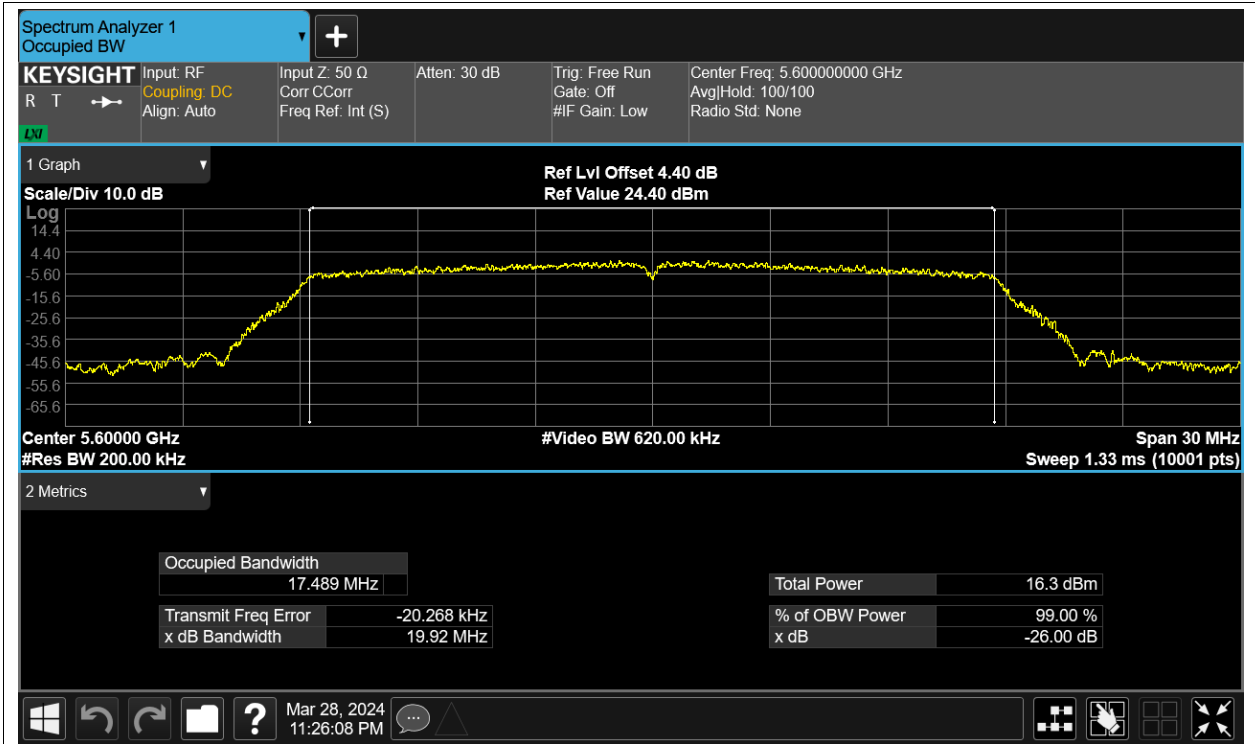 Spectrum Analyzer 1
Occupied BW
KEYSIGHT
R T
LXI
Input: RF
Coupling: DC
Align: Auto
Input Z: 50 Ω
Corr CCorr
Freq Ref: Int (S)
Atten: 30 dB
Trig: Free Run
Gate: Off
#IF Gain: Low
Center Freq: 5.600000000 GHz
Avg|Hold: 100/100
Radio Std: None
1 Graph
Scale/Div 10.0 dB
Ref Lvl Offset 4.40 dB
Ref Value 24.40 dBm
Log
14.4
4.40
-5.60
-15.6
-25.6
-35.6
-45.6
-55.6
-65.6
Center 5.60000 GHz
#Res BW 200.00 kHz
#Video BW 620.00 kHz
Span 30 MHz
Sweep 1.33 ms (10001 pts)
2 Metrics
Occupied Bandwidth
17.489 MHz
Transmit Freq Error -20.268 kHz
x dB Bandwidth 19.92 MHz
Total Power 16.3 dBm
% of OBW Power 99.00 %
x dB -26.00 dB
?
Mar 28, 2024
11:26:08 PM